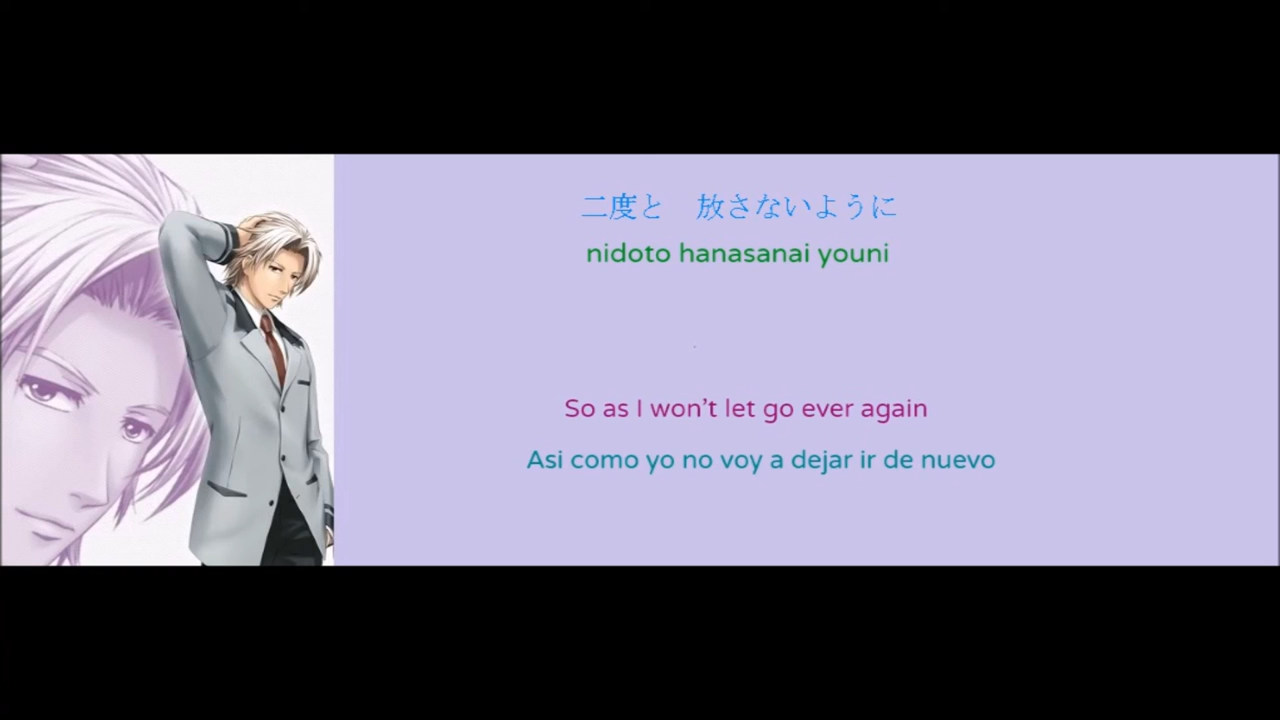 二度と　放さないように
nidoto hanasanai youni
So as I won't let go ever again
Asi como yo no voy a dejar ir de nuevo